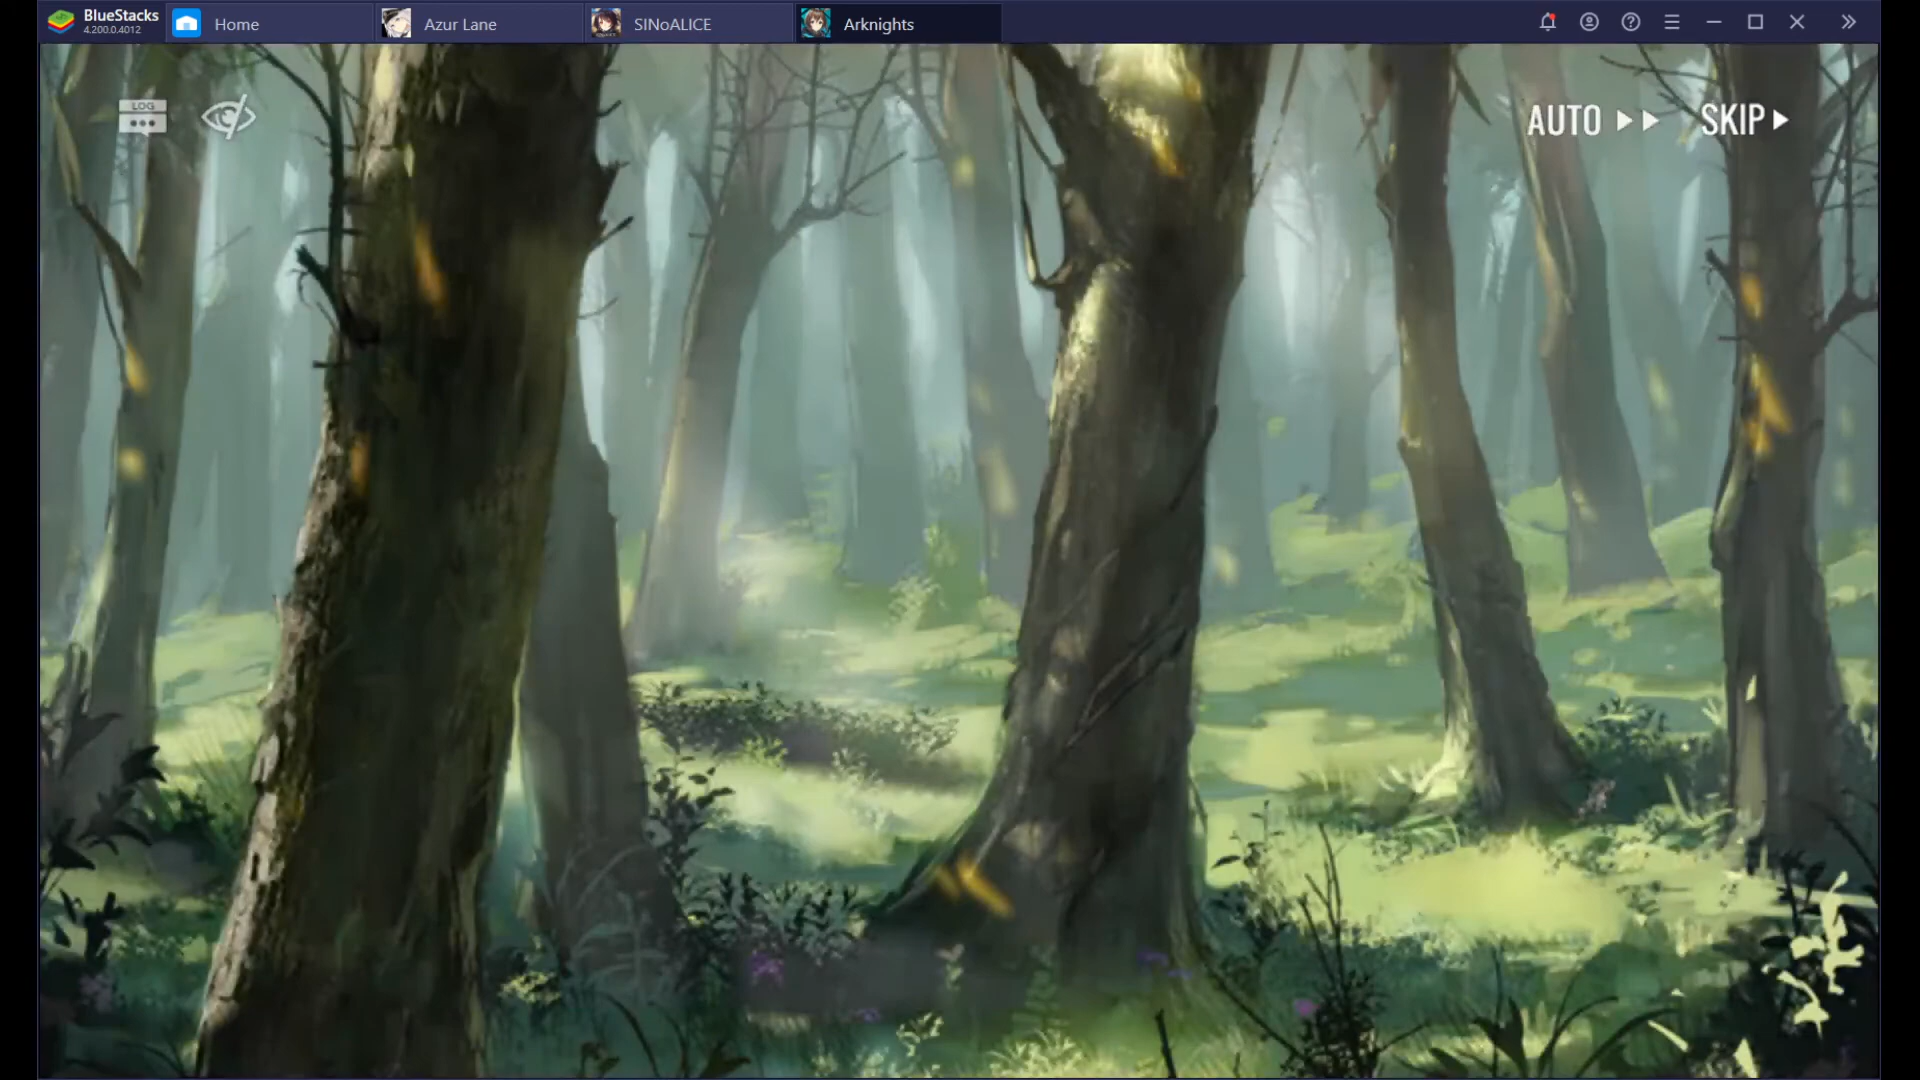 BlueStacks
4.200.0.4012
Home
Azur Lane
SINoALICE
Arknights
LOG
AUTO
SKIP